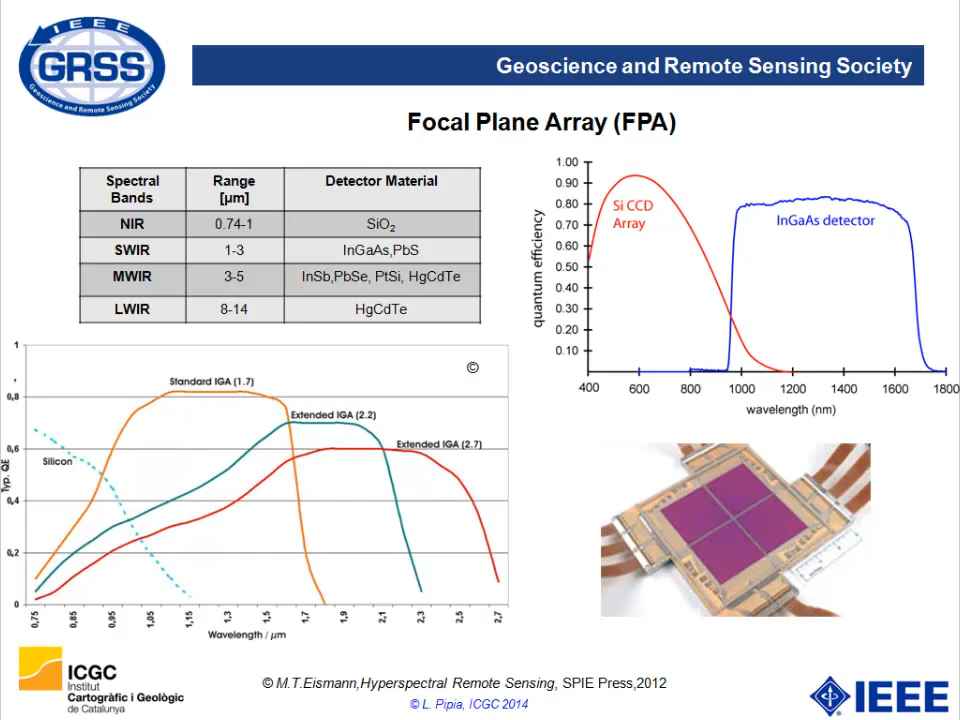 IEEE
GRSS
Geoscience and Remote Sensing Society
Geoscience and Remote Sensing Society
Focal Plane Array (FPA)
Spectral Bands Range [µm] Detector Material
NIR 0.74-1 SiO2
SWIR 1-3 InGaAs,PbS
MWIR 3-5 InSb,PbSe, PtSi, HgCdTe
LWIR 8-14 HgCdTe
1.00
0.90
0.80
0.70
0.60
0.50
0.40
0.30
0.20
0.10
quantum efficiency
Si CCD
Array
InGaAs detector
400 600 800 1000 1200 1400 1600 1800
wavelength (nm)
©
1
0,8
0,6
0,4
0,2
0
Typ. QE
Standard IGA (1.7)
Extended IGA (2.2)
Extended IGA (2.7)
Silicon
0,75 0,85 0,95 1,05 1,15 1,3 1,5 1,7 1,9 2,1 2,3 2,5 2,7
Wavelength / µm
ICGC
Institut
Cartogràfic i Geològic
de Catalunya
© M.T.Eismann,Hyperspectral Remote Sensing, SPIE Press,2012
© L. Pipia, ICGC 2014
IEEE